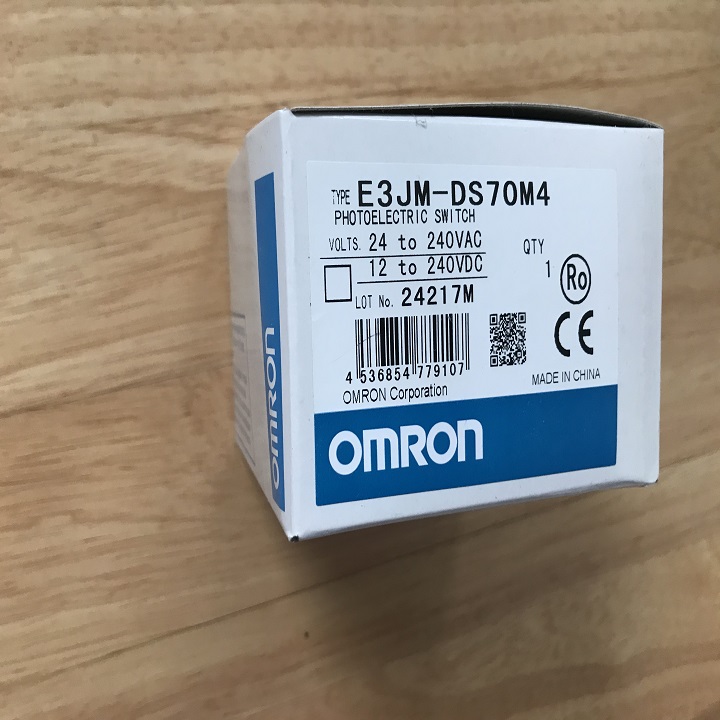 TYPE E3JM-DS70M4
PHOTOELECTRIC SWITCH
VOLTS. 24 to 240VAC
12 to 240VDC
QTY
1
Ro
LOT No. 24217M
CE
4 536854 779107
OMRON Corporation
MADE IN CHINA
OMRON
OMRON